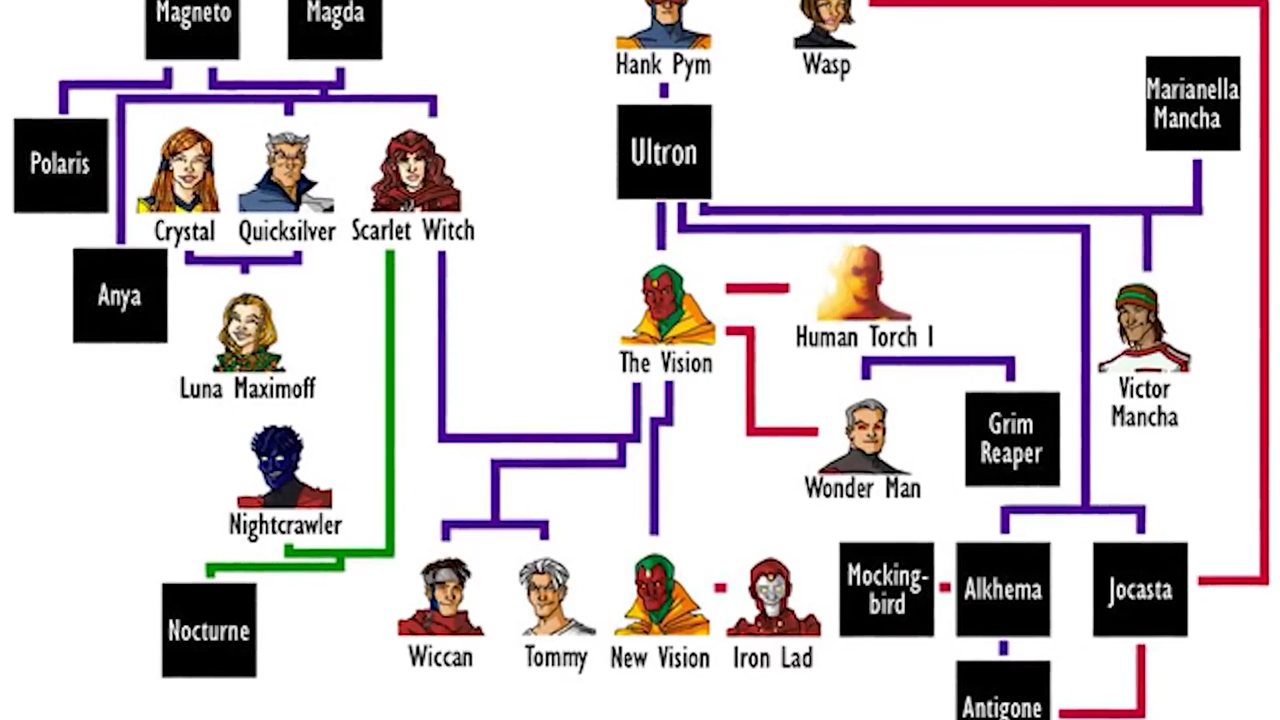 Magneto
Magda
Hank Pym
Wasp
Marianella
Mancha
Polaris
Ultron
Crystal
Quicksilver
Scarlet Witch
Anya
Human Torch I
The Vision
Luna Maximoff
Victor
Mancha
Grim
Reaper
Wonder Man
Nightcrawler
Mocking-
bird
Alkhema
Jocasta
Nocturne
Wiccan
Tommy
New Vision
Iron Lad
Antigone